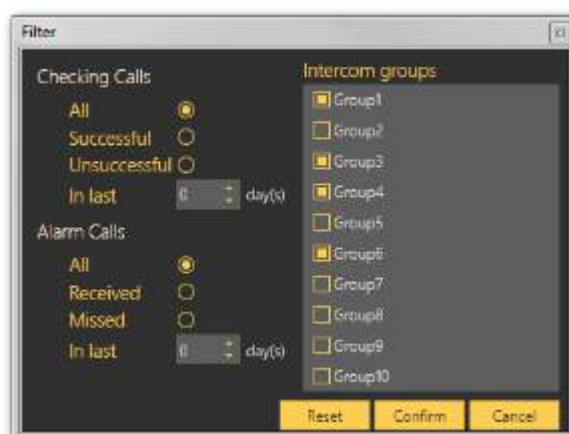 Filter
Checking Calls
All
Successful
Unsuccessful
In last 0 day(s)
Alarm Calls
All
Received
Missed
In last 0 day(s)
Intercom groups
Group1
Group2
Group3
Group4
Group5
Group6
Group7
Group8
Group9
Group10
Reset Confirm Cancel